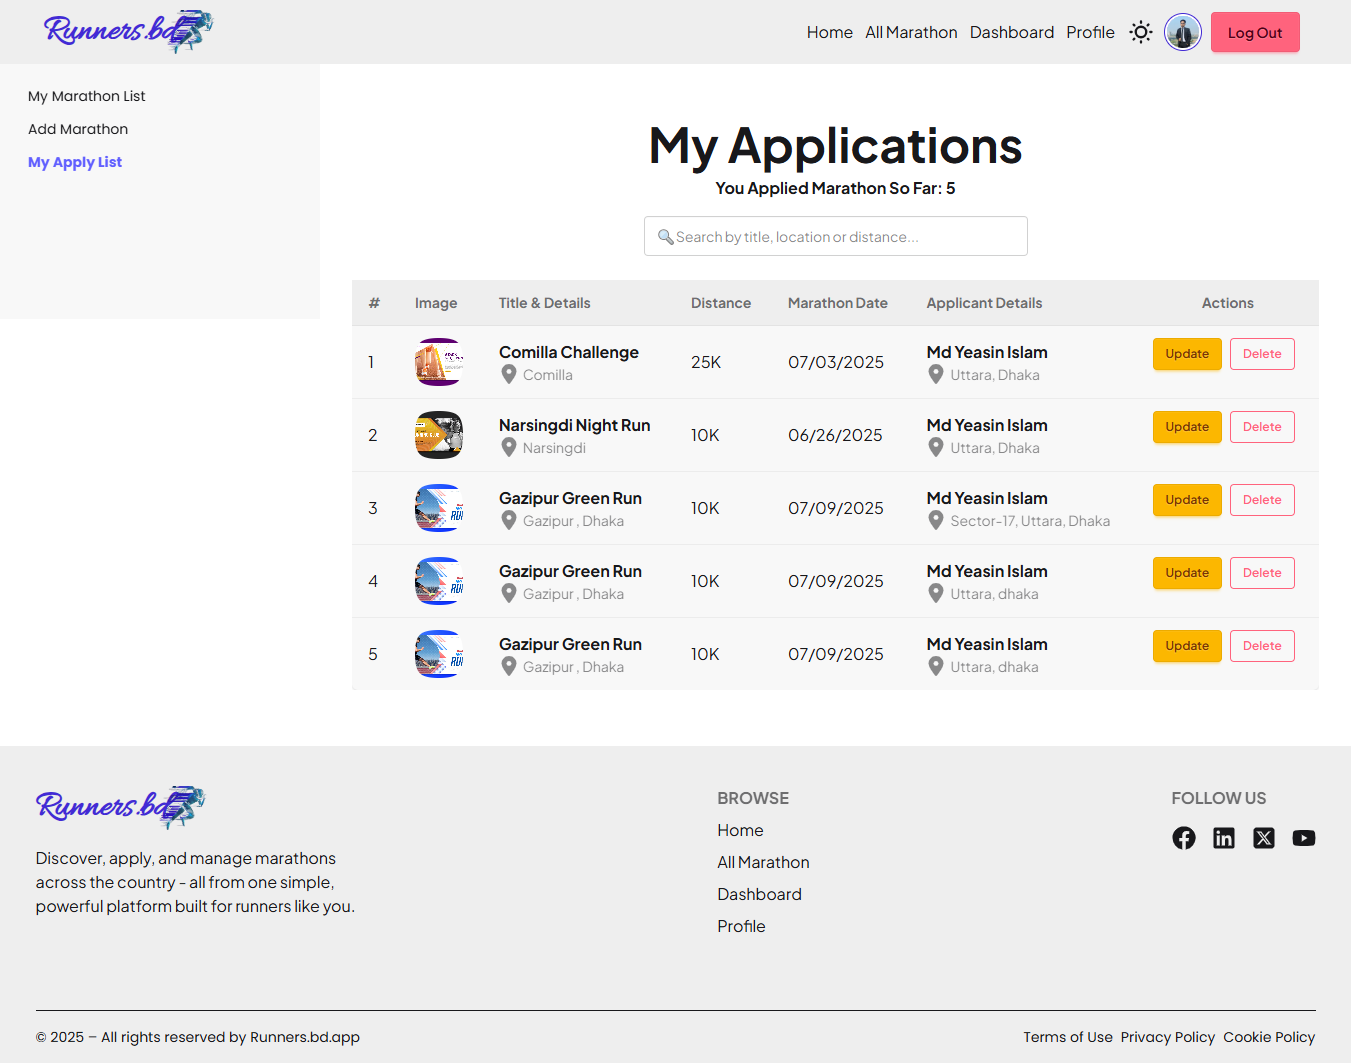 Runners.bd
Home All Marathon Dashboard Profile Log Out
My Marathon List
Add Marathon
My Apply List
My Applications
You Applied Marathon So Far: 5
🔍 Search by title, location or distance...
# Image Title & Details Distance Marathon Date Applicant Details Actions
1 Comilla Challenge 25K 07/03/2025 Md Yeasin Islam Update Delete
Comilla Uttara, Dhaka
2 Narsingdi Night Run 10K 06/26/2025 Md Yeasin Islam Update Delete
Narsingdi Uttara, Dhaka
3 Gazipur Green Run 10K 07/09/2025 Md Yeasin Islam Update Delete
Gazipur , Dhaka Sector-17, Uttara, Dhaka
4 Gazipur Green Run 10K 07/09/2025 Md Yeasin Islam Update Delete
Gazipur , Dhaka Uttara, dhaka
5 Gazipur Green Run 10K 07/09/2025 Md Yeasin Islam Update Delete
Gazipur , Dhaka Uttara, dhaka
Runners.bd
Discover, apply, and manage marathons
across the country - all from one simple,
powerful platform built for runners like you.
BROWSE
Home
All Marathon
Dashboard
Profile
FOLLOW US
© 2025 – All rights reserved by Runners.bd.app
Terms of Use Privacy Policy Cookie Policy